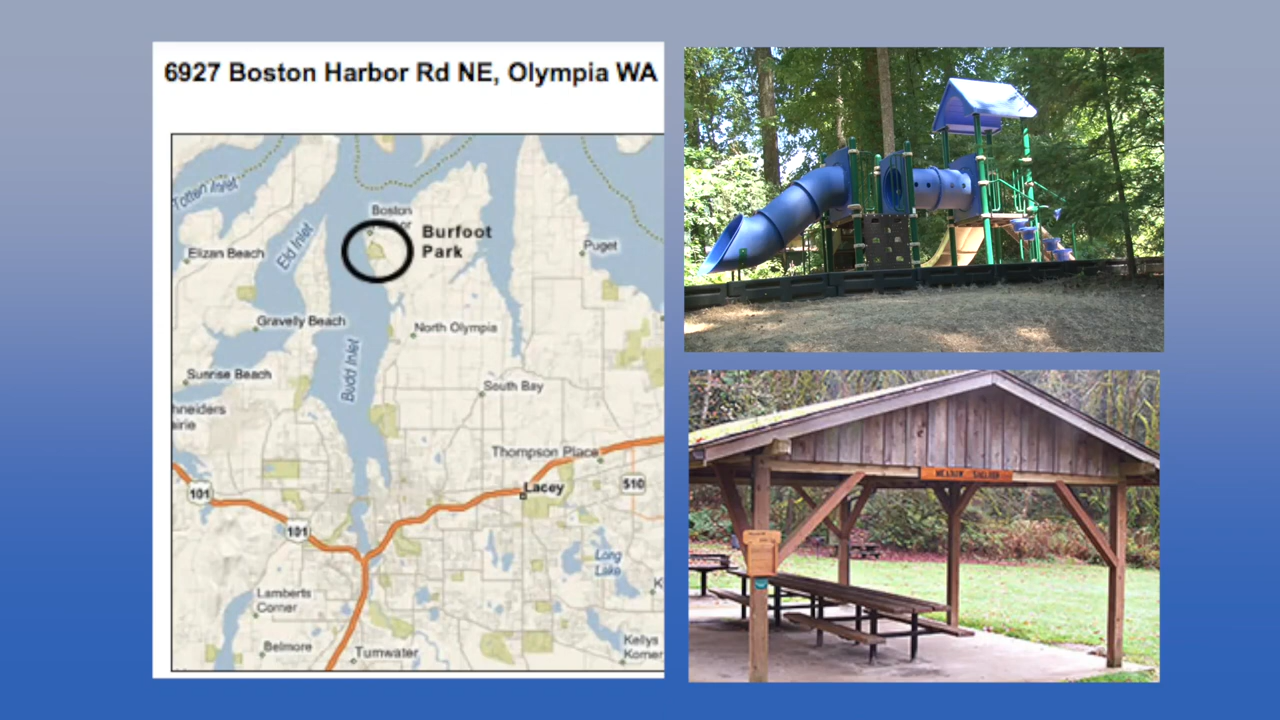 6927 Boston Harbor Rd NE, Olympia WA
Totten Inlet
Boston
Burfoot
Park
Eld Inlet
Elizan Beach
Puget
Gravelly Beach
North Olympia
Budd Inlet
Sunrise Beach
South Bay
hneiders
irie
Thompson Place
101
Lacey
510
101
Long
Lake
Lamberts
Corner
Belmore
Tumwater
Kellys
Korner
K
MEADOW SHELTER